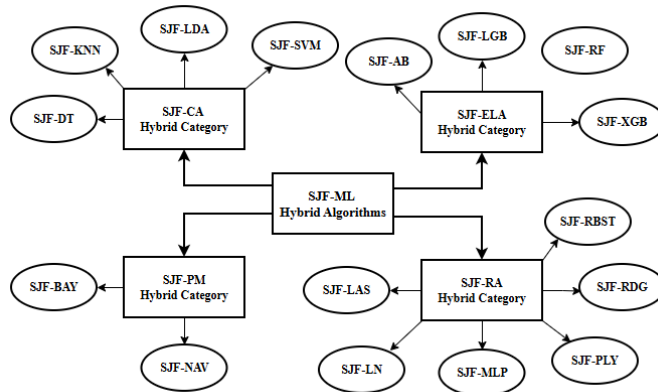 SJF-LDA
SJF-KNN
SJF-SVM
SJF-DT
SJF-CA
Hybrid Category
SJF-LGB
SJF-AB
SJF-RF
SJF-ELA
Hybrid Category
SJF-XGB
SJF-ML
Hybrid Algorithms
SJF-PM
Hybrid Category
SJF-BAY
SJF-NAV
SJF-RBST
SJF-RA
Hybrid Category
SJF-LAS
SJF-RDG
SJF-LN
SJF-MLP
SJF-PLY